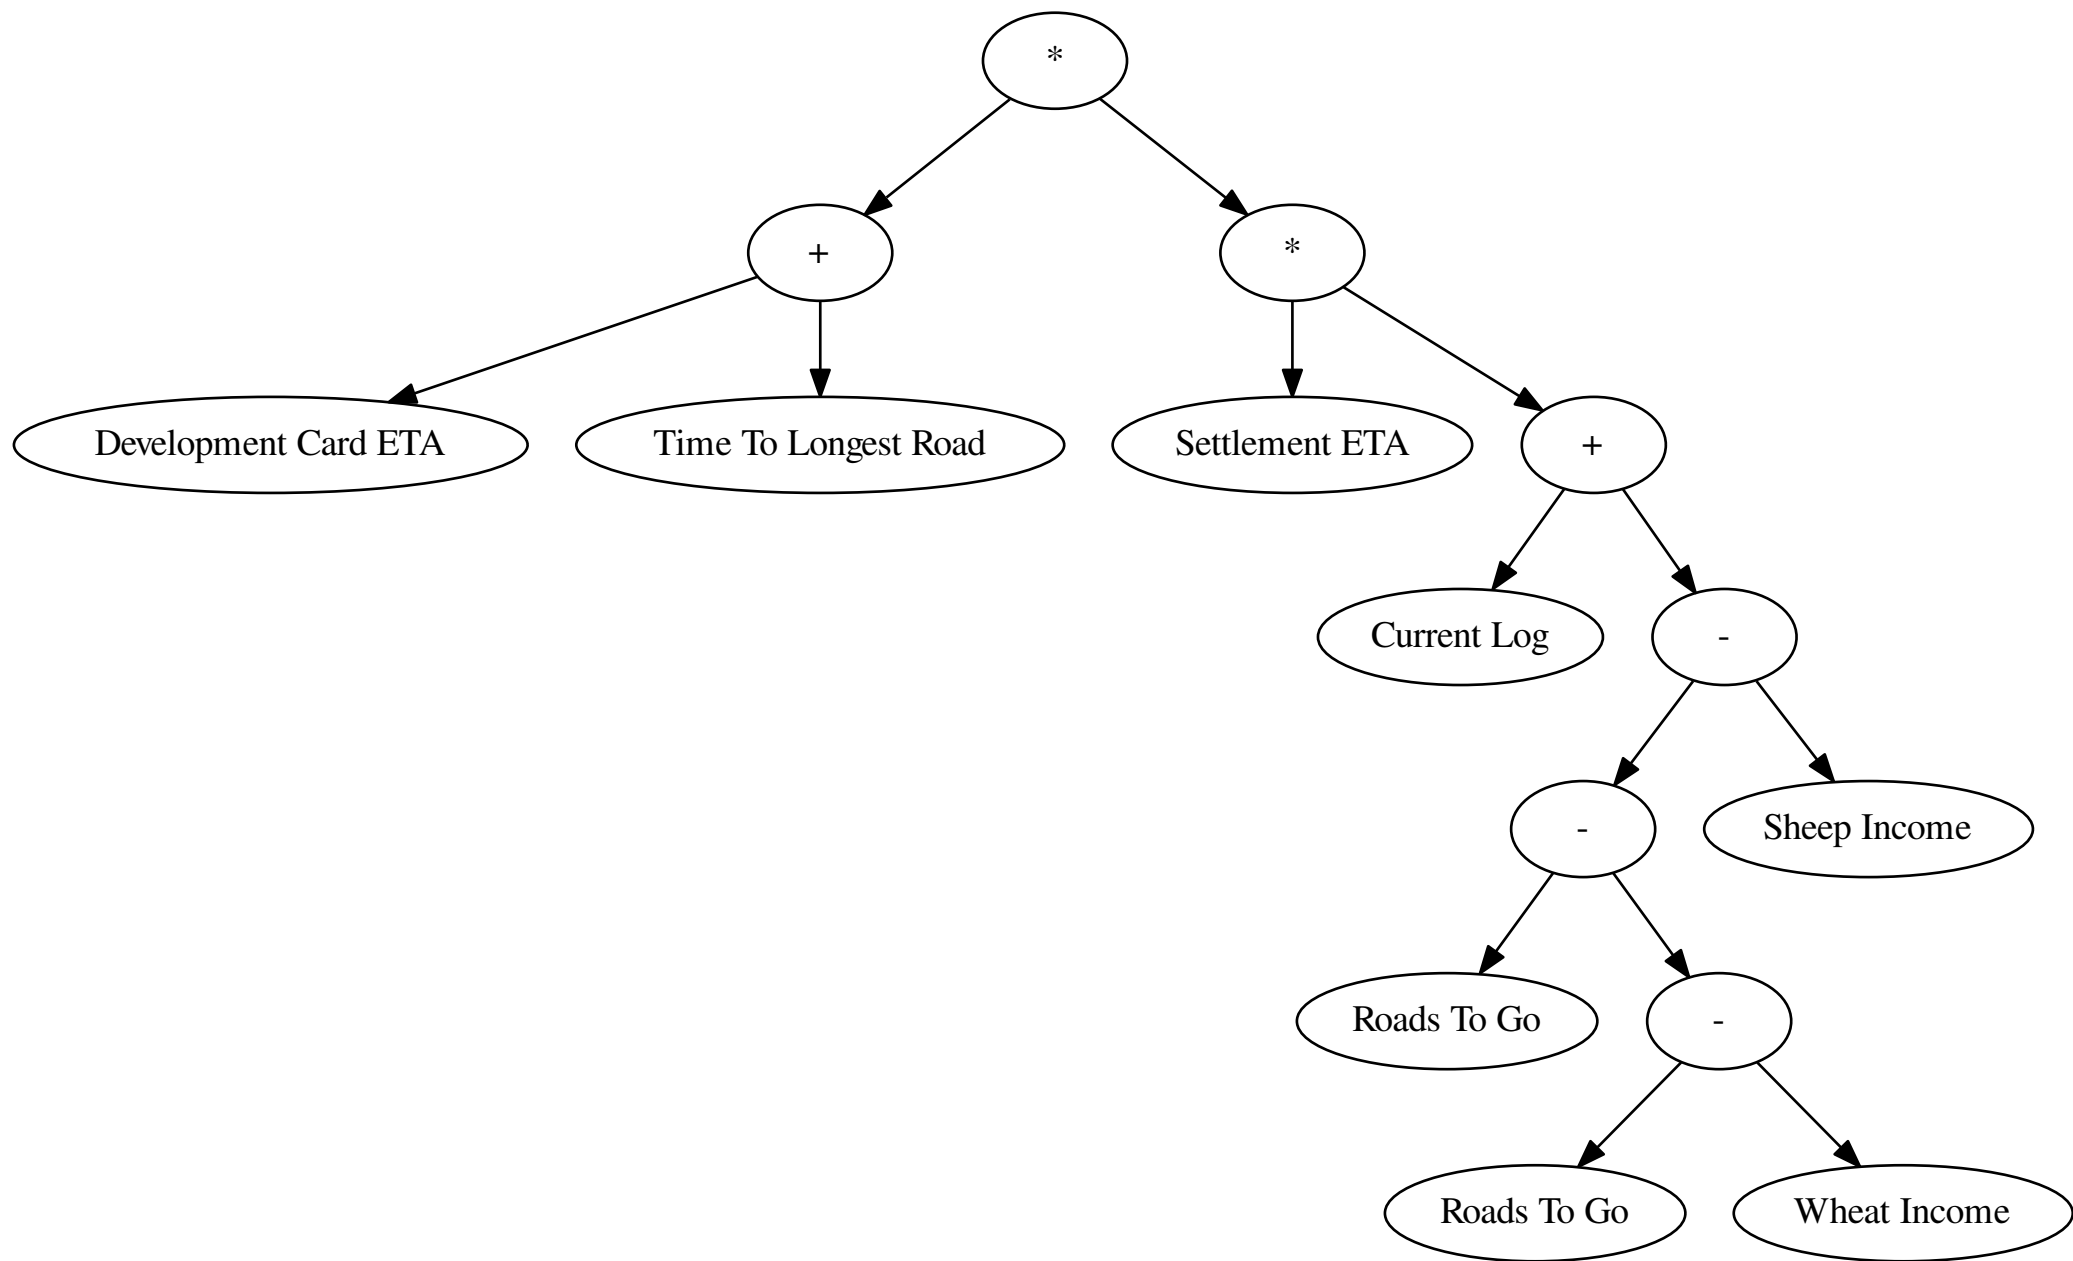 *
+
*
Development Card ETA
Time To Longest Road
Settlement ETA
+
Current Log
-
-
Sheep Income
Roads To Go
-
Roads To Go
Wheat Income